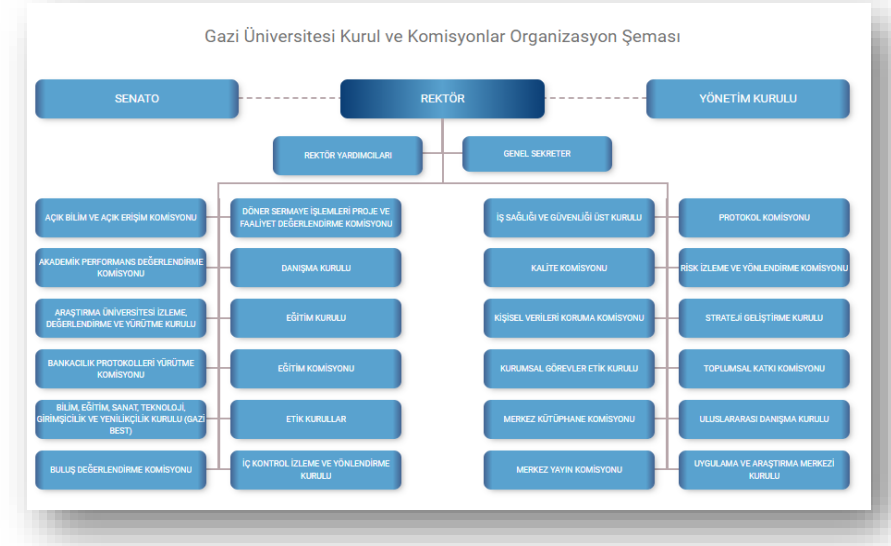 Gazi Üniversitesi Kurul ve Komisyonlar Organizasyon Şeması
SENATO
REKTÖR
YÖNETİM KURULU
REKTÖR YARDIMCILARI
GENEL SEKRETER
AÇIK BİLİM VE AÇIK ERİŞİM KOMİSYONU
DÖNER SERMAYE İŞLEMLERİ PROJE VE
FAALİYET DEĞERLENDİRME KOMİSYONU
İŞ SAĞLIĞI VE GÜVENLİĞİ ÜST KURULU
PROTOKOL KOMİSYONU
AKADEMİK PERFORMANS DEĞERLENDİRME
KOMİSYONU
DANIŞMA KURULU
KALİTE KOMİSYONU
RİSK İZLEME VE YÖNLENDİRME KOMİSYONU
ARAŞTIRMA ÜNİVERSİTESİ İZLEME,
DEĞERLENDİRME VE YÜRÜTME KURULU
EĞİTİM KURULU
KİŞİSEL VERİLERİ KORUMA KOMİSYONU
STRATEJİ GELİŞTİRME KURULU
BANKACILIK PROTOKOLLERİ YÜRÜTME
KOMİSYONU
EĞİTİM KOMİSYONU
KURUMSAL GÖREVLER ETİK KURULU
TOPLUMSAL KATKI KOMİSYONU
BİLİM, EĞİTİM, SANAT, TEKNOLOJİ,
GİRİMŞİCİLİK VE YENİLİKÇİLİK KURULU (GAZİ
BEST)
ETİK KURULLAR
MERKEZ KÜTÜPHANE KOMİSYONU
ULUSLARARASI DANIŞMA KURULU
BULUŞ DEĞERLENDİRME KOMİSYONU
İÇ KONTROL İZLEME VE YÖNLENDİRME
KURULU
MERKEZ YAYIN KOMİSYONU
UYGULAMA VE ARAŞTIRMA MERKEZİ
KURULU